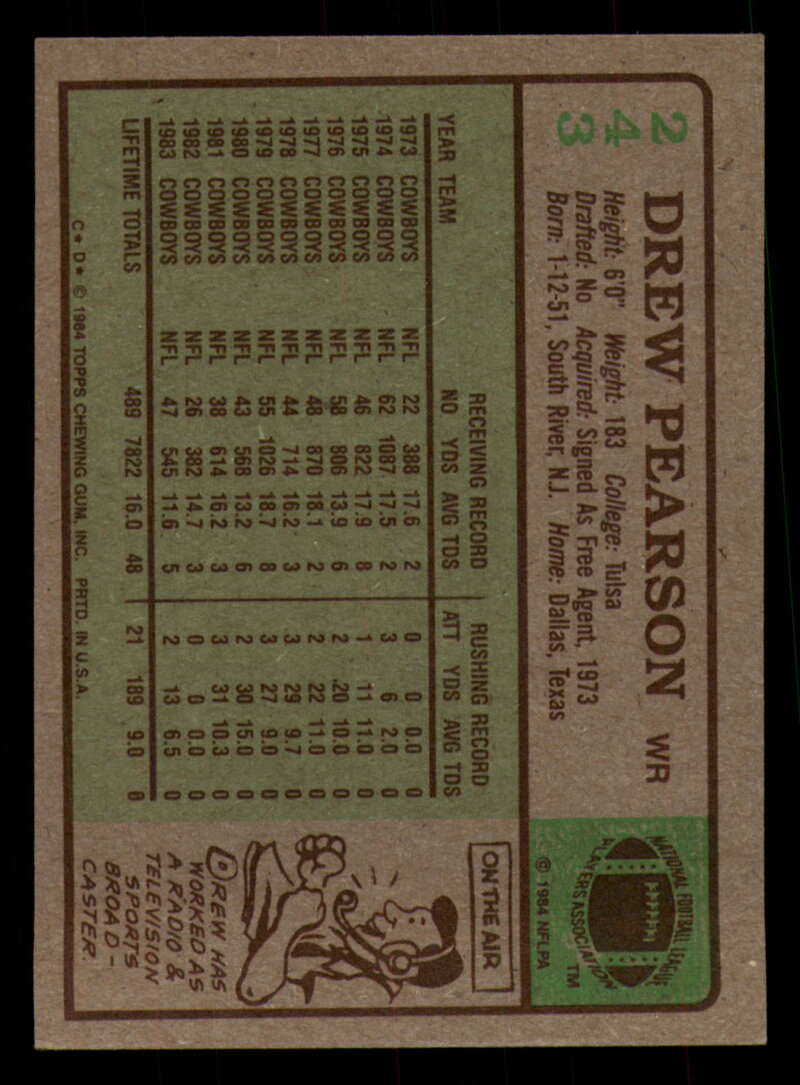 243
DREW PEARSON WR
Height: 6'0" Weight: 183 College: Tulsa
Drafted: No Acquired: Signed As Free Agent, 1973
Born: 1-12-51, South River, N.J. Home: Dallas, Texas
NATIONAL FOOTBALL LEAGUE
PLAYERS ASSOCIATION
TM
© 1984 NFLPA
RECEIVING RECORD RUSHING RECORD
YEAR TEAM NO YDS AVG TDS ATT YDS AVG TDS
1973 COWBOYS NFL 22 388 17.6 2 0 0 0.0 0
1974 COWBOYS NFL 62 1087 17.5 2 3 6 2.0 0
1975 COWBOYS NFL 46 822 17.9 8 1 11 11.0 0
1976 COWBOYS NFL 58 806 13.9 6 2 20 10.0 0
1977 COWBOYS NFL 48 870 18.1 2 2 22 11.0 0
1978 COWBOYS NFL 44 714 16.2 3 3 29 9.7 0
1979 COWBOYS NFL 55 1026 18.7 8 3 27 9.0 0
1980 COWBOYS NFL 43 568 13.2 6 2 30 15.0 0
1981 COWBOYS NFL 38 614 16.2 3 3 31 10.3 0
1982 COWBOYS NFL 26 382 14.7 3 0 0 0.0 0
1983 COWBOYS NFL 47 545 11.6 5 2 13 6.5 0
LIFETIME TOTALS 489 7822 16.0 48 21 189 9.0 0
C* D* © 1984 TOPPS CHEWING GUM, INC. PRTD. IN U.S.A.
ON THE AIR
DREW HAS
WORKED AS
A RADIO &
TELEVISION
SPORTS
BROAD-
CASTER.